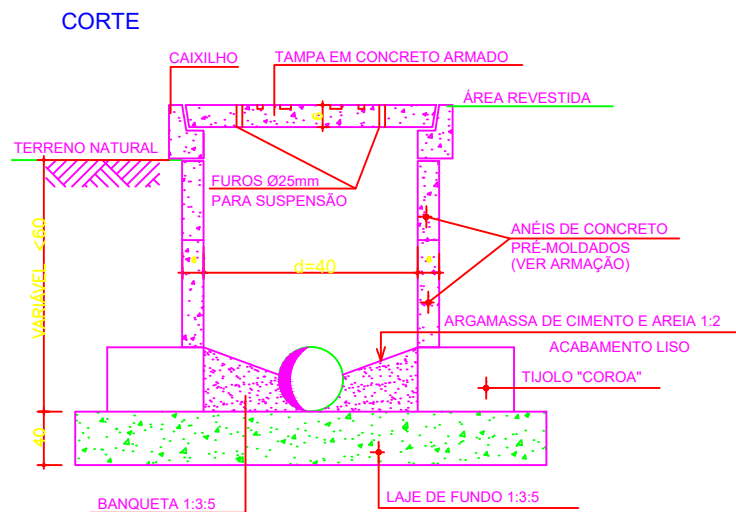 CORTE
CAIXILHO
TAMPA EM CONCRETO ARMADO
ÁREA REVESTIDA
TERRENO NATURAL
FUROS Ø25mm
PARA SUSPENSÃO
ANÉIS DE CONCRETO
PRÉ-MOLDADOS
(VER ARMAÇÃO)
d=40
VARIÁVEL <60
ARGAMASSA DE CIMENTO E AREIA 1:2
ACABAMENTO LISO
TIJOLO "COROA"
40
BANQUETA 1:3:5
LAJE DE FUNDO 1:3:5